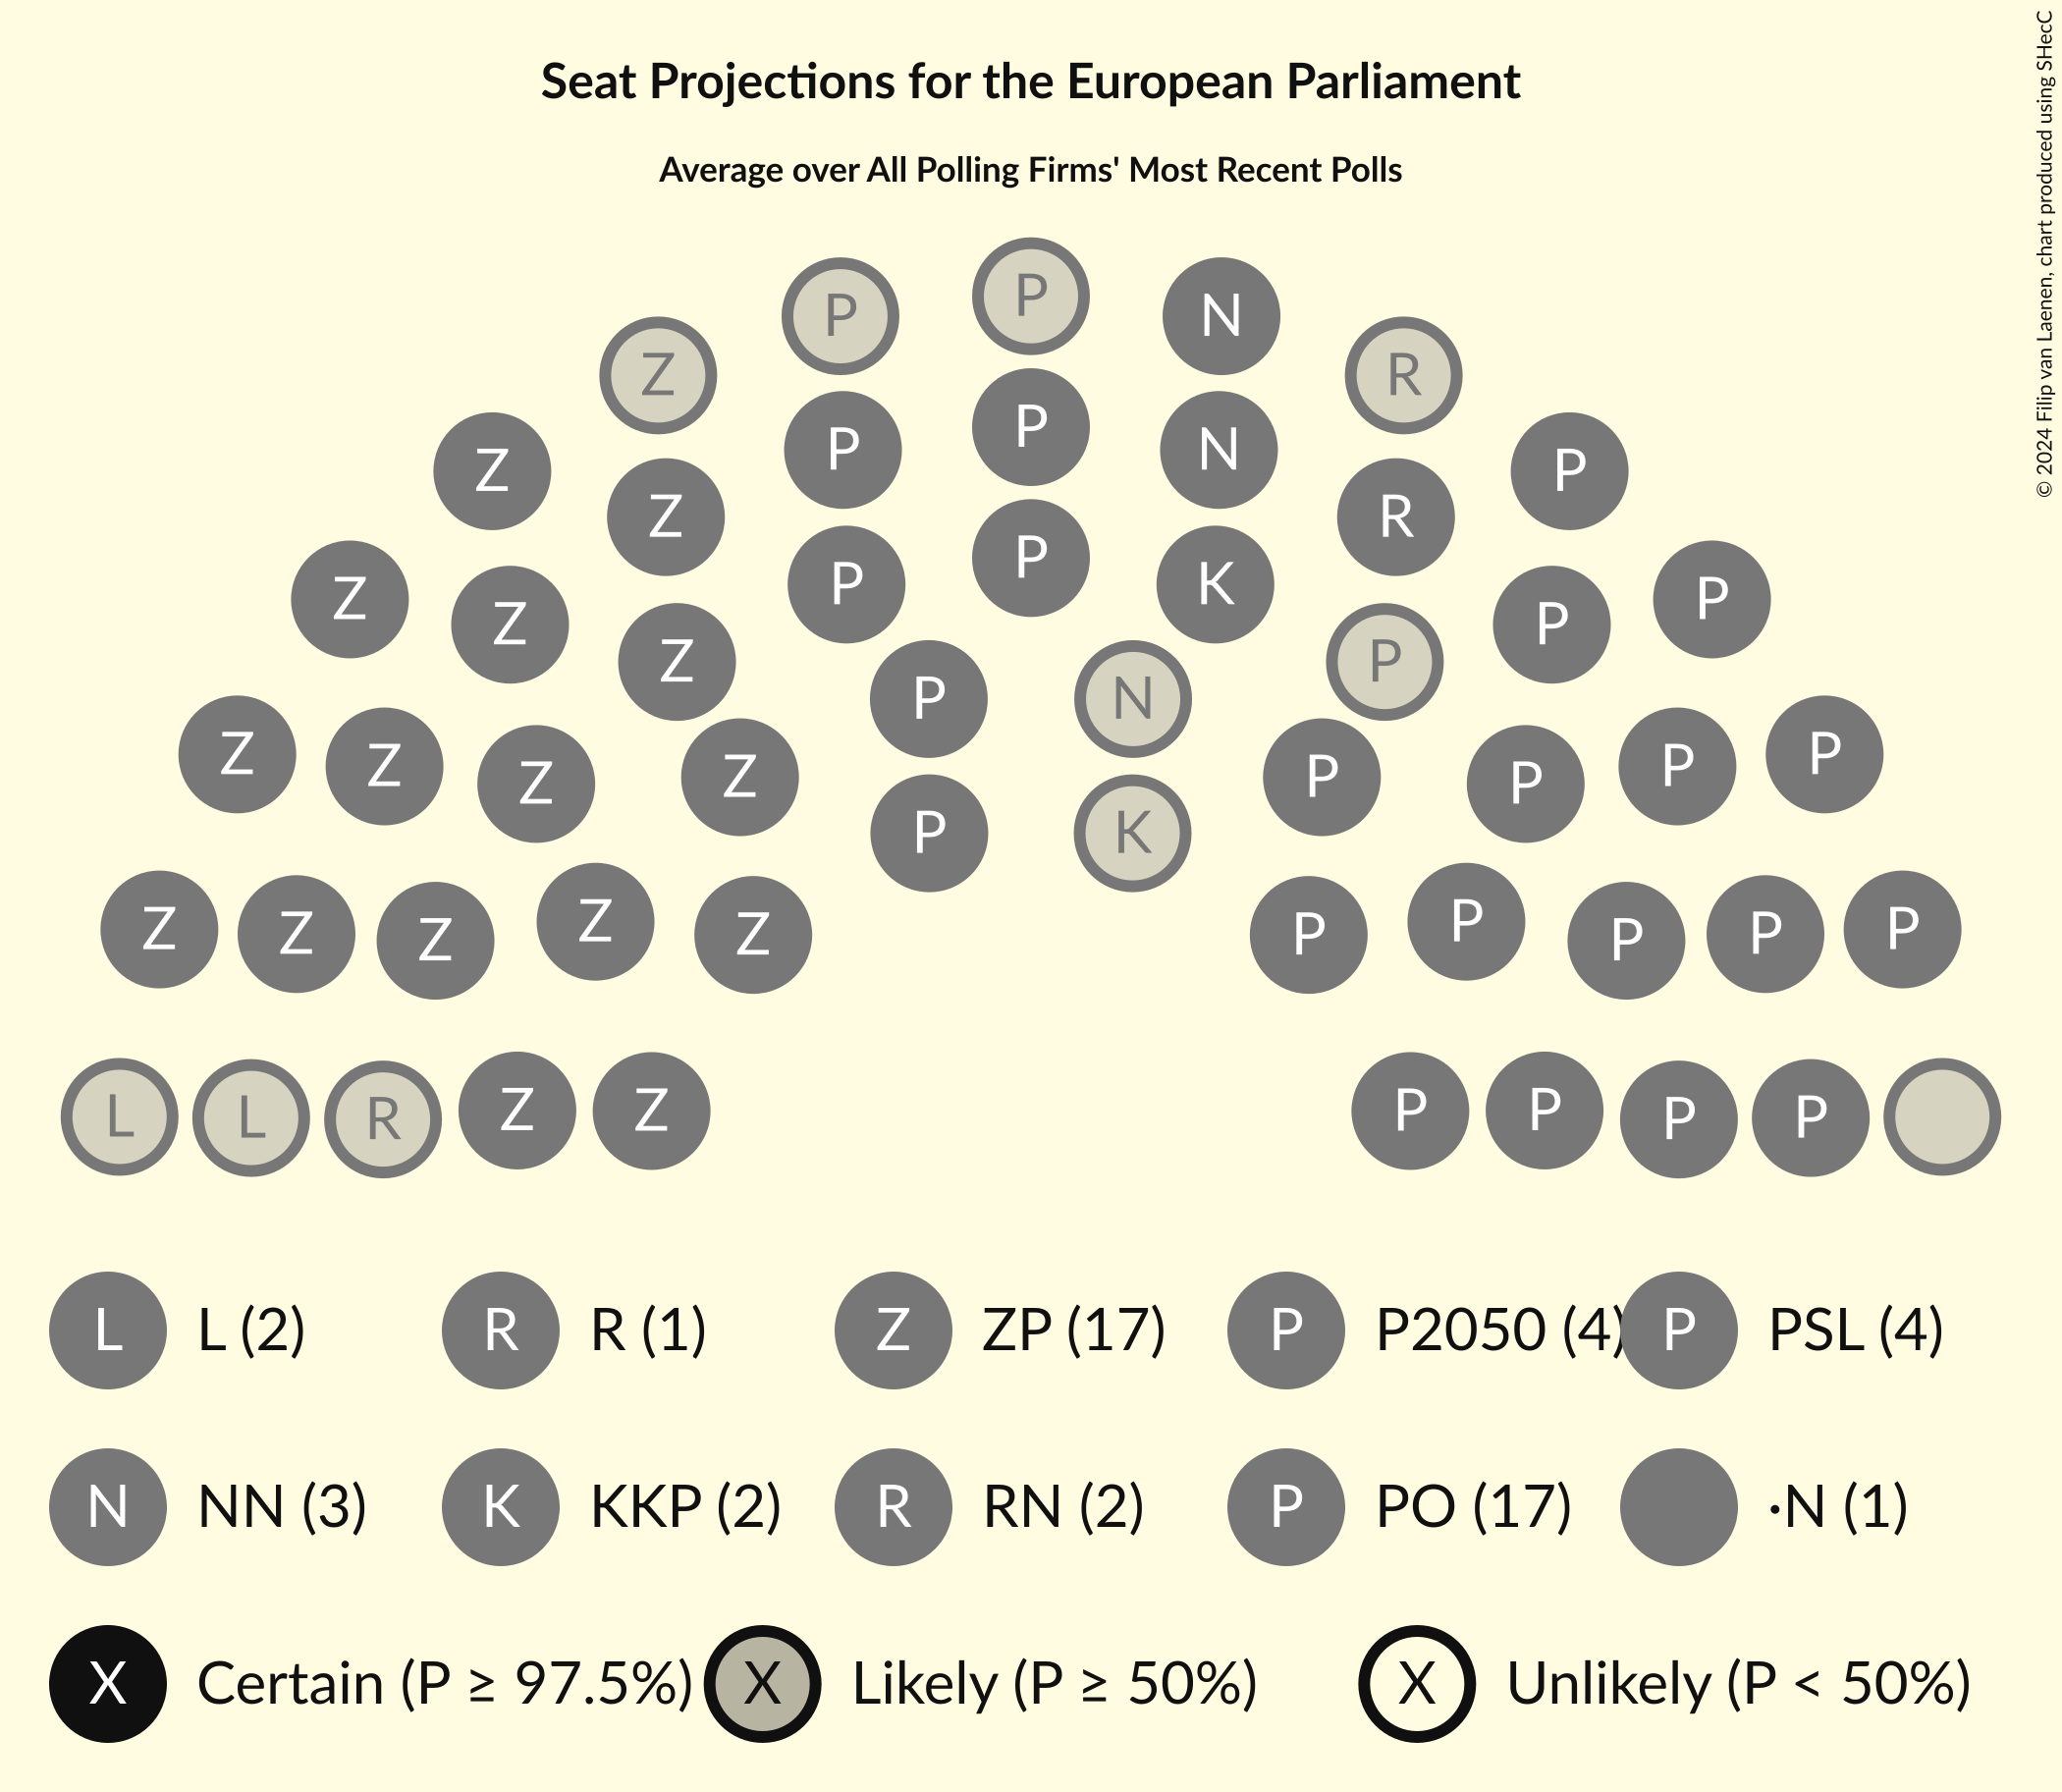 Seat Projections for the European Parliament
Average over All Polling Firms' Most Recent Polls
© 2024 Filip van Laenen, chart produced using SHecC
P
P N
Z R
P
P N
Z P
Z R
P
P K
Z P
Z P
Z P
P N
Z P
Z P
Z P
Z P
Z P
P K
Z P
Z P
Z P
Z P
Z P
L L R Z Z P P P P
L L (2) R R (1) Z ZP (17) P P2050 (4) P PSL (4)
N NN (3) K KKP (2) R RN (2) P PO (17) •N (1)
X Certain (P ≥ 97.5%) X Likely (P ≥ 50%) X Unlikely (P < 50%)